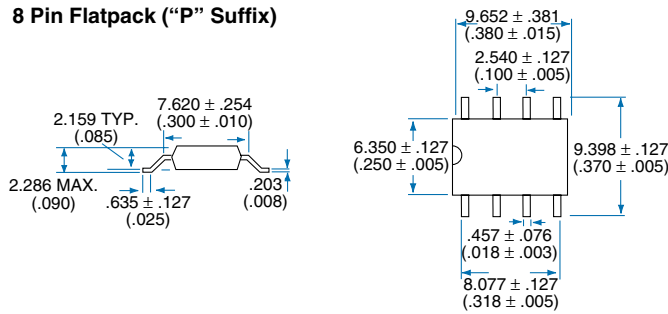 8 Pin Flatpack (“P” Suffix)
7.620 ± .254
(.300 ± .010)
2.159 TYP.
(.085)
2.286 MAX.
(.090)
.635 ± .127
(.025)
.203
(.008)
9.652 ± .381
(.380 ± .015)
2.540 ± .127
(.100 ± .005)
6.350 ± .127
(.250 ± .005)
9.398 ± .127
(.370 ± .005)
.457 ± .076
(.018 ± .003)
8.077 ± .127
(.318 ± .005)